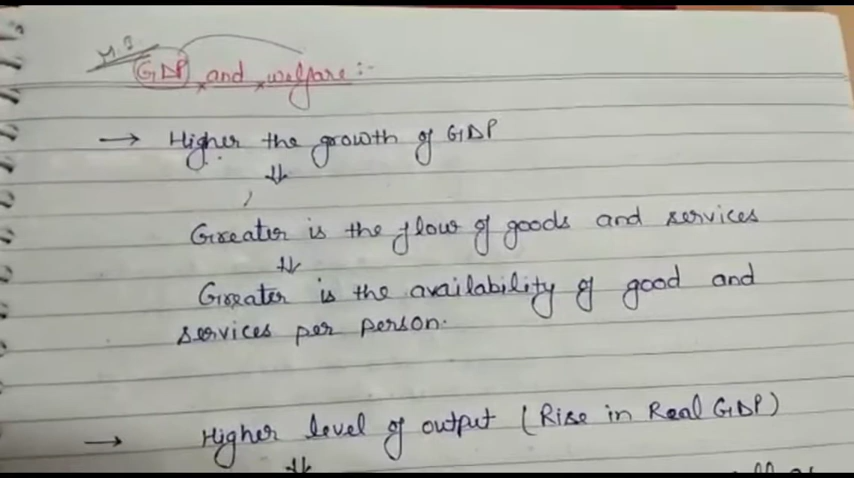 GDP and welfare :-
→ Higher the growth of GDP
⇓
Greater is the flow of goods and services
⇓
Greater is the availability of good and
services per person.
→ Higher level of output (Rise in Real GDP)
⇓